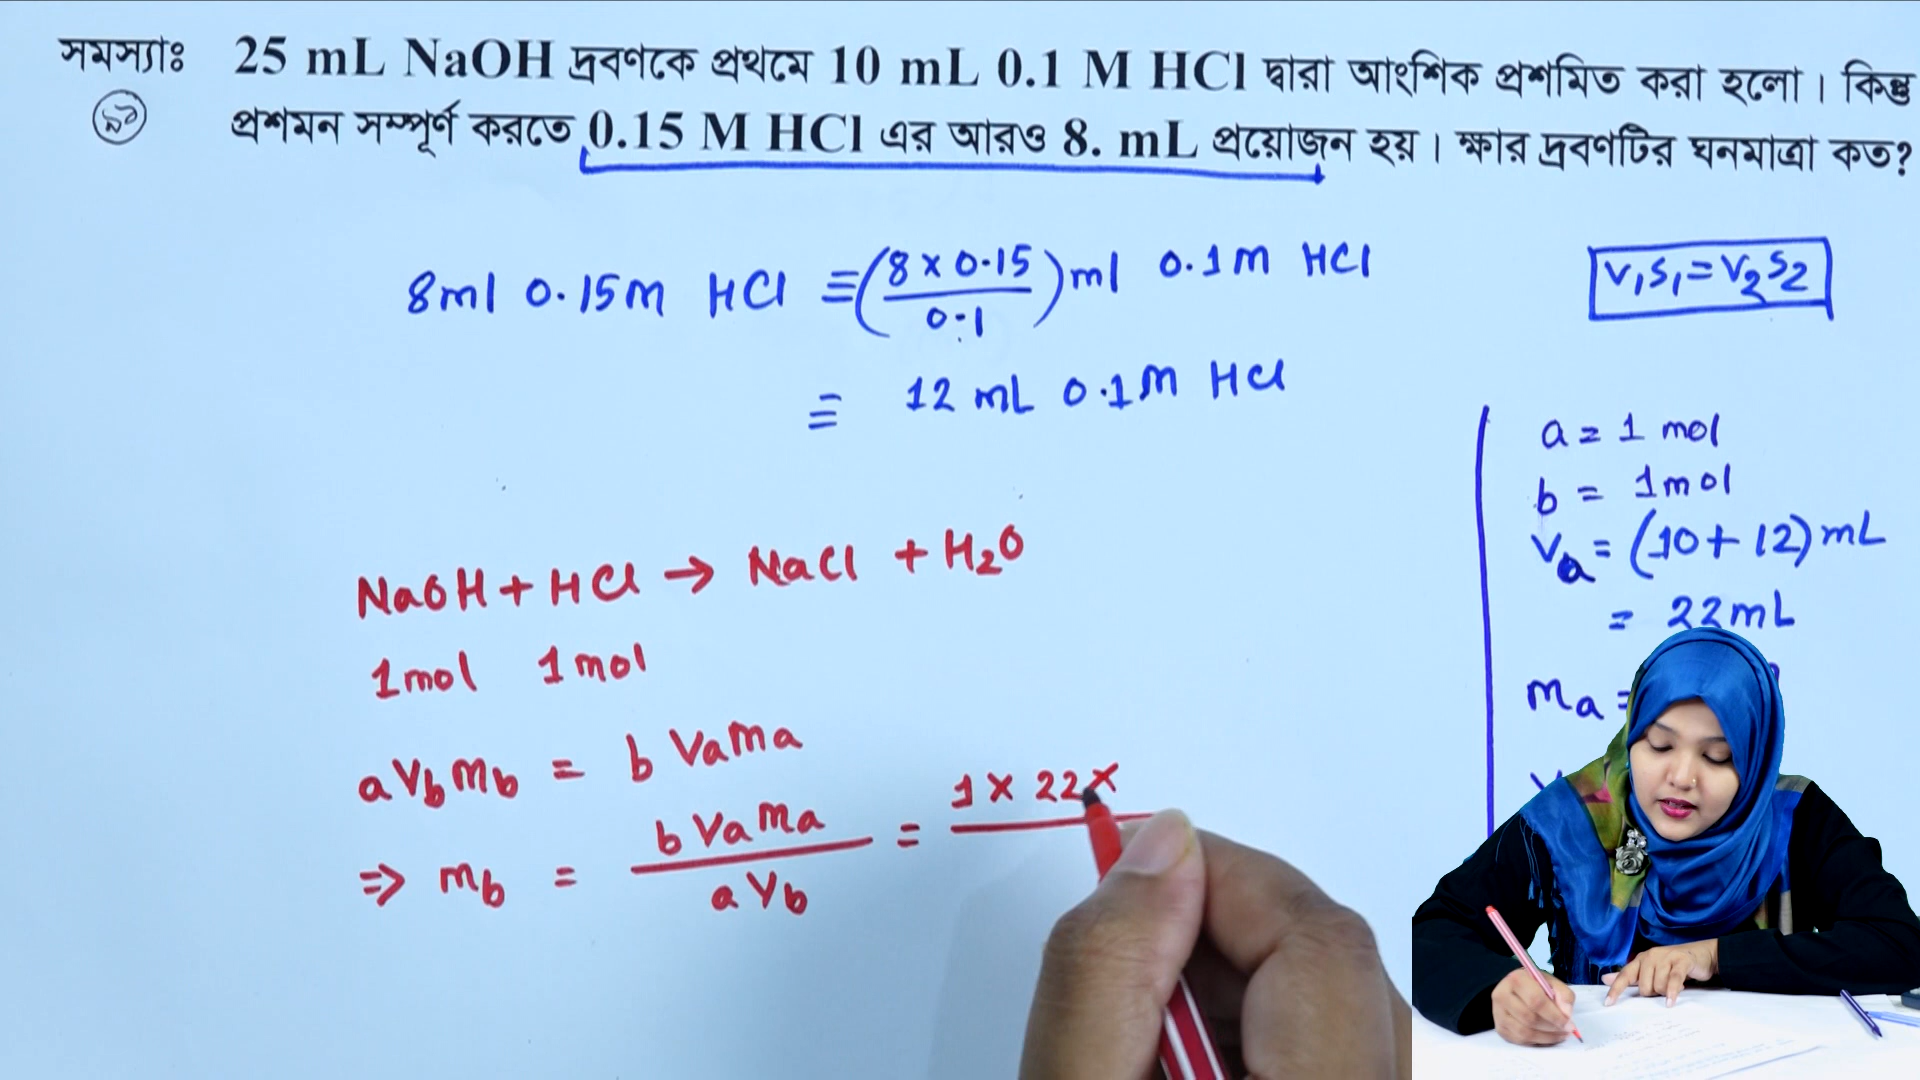 সমস্যাঃ 25 mL NaOH দ্রবণকে প্রথমে 10 mL 0.1 M HCl দ্বারা আংশিক প্রশমিত করা হলো। কিন্তু
প্রশমন সম্পূর্ণ করতে 0.15 M HCl এর আরও 8. mL প্রয়োজন হয়। ক্ষার দ্রবণটির ঘনমাত্রা কত?
8ml 0.15M HCl ≡ (8 × 0.15 / 0.1) ml 0.1M HCl
V₁S₁ = V₂S₂
≡ 12 mL 0.1M HCl
NaOH + HCl → NaCl + H₂O
1mol 1mol
aVbMb = bVaMa
⇒ Mb = bVaMa / aVb = 1 × 22 ×
a = 1 mol
b = 1mol
Va = (10+12)mL
= 22mL
Ma =